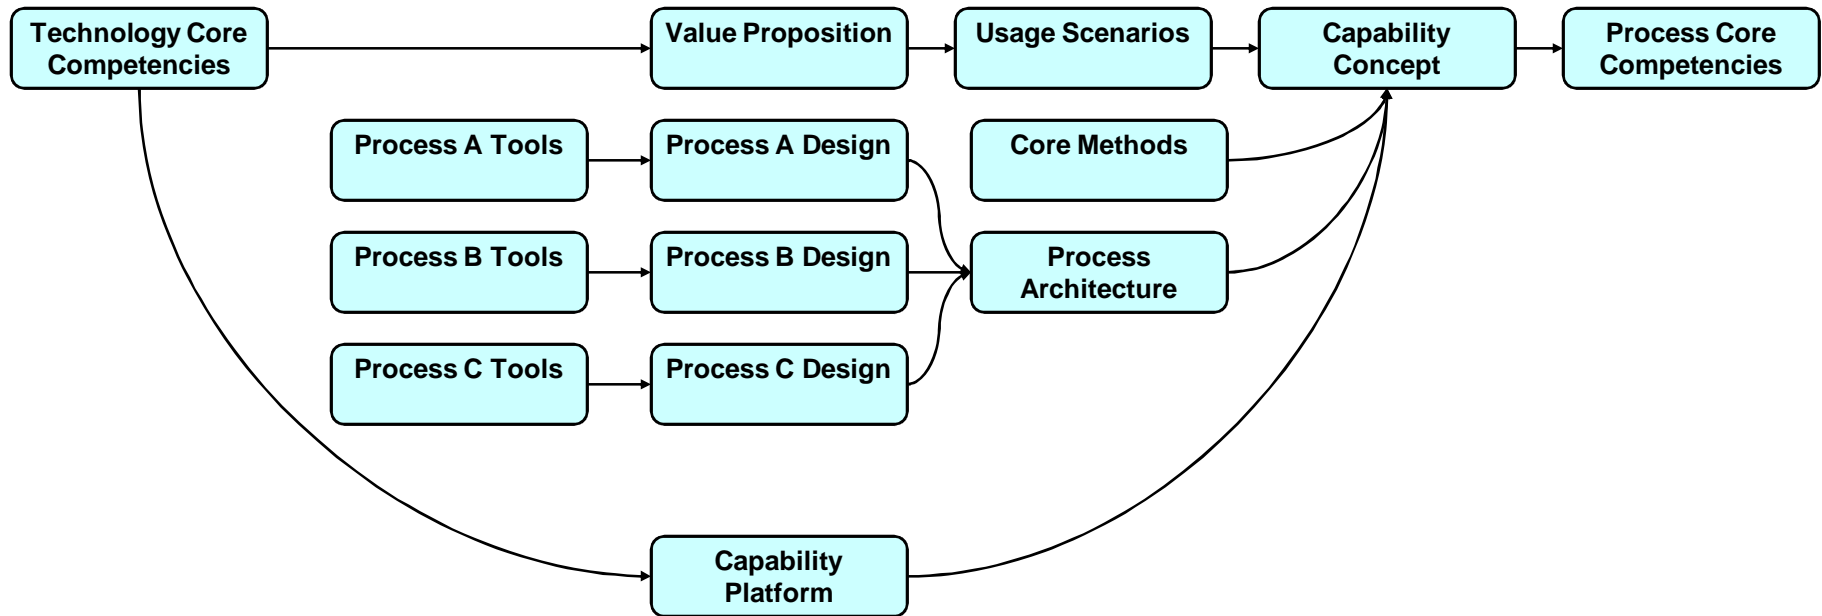 Technology Core
Competencies
Value Proposition
Usage Scenarios
Capability
Concept
Process Core
Competencies
Process A Tools
Process A Design
Core Methods
Process B Tools
Process B Design
Process
Architecture
Process C Tools
Process C Design
Capability
Platform